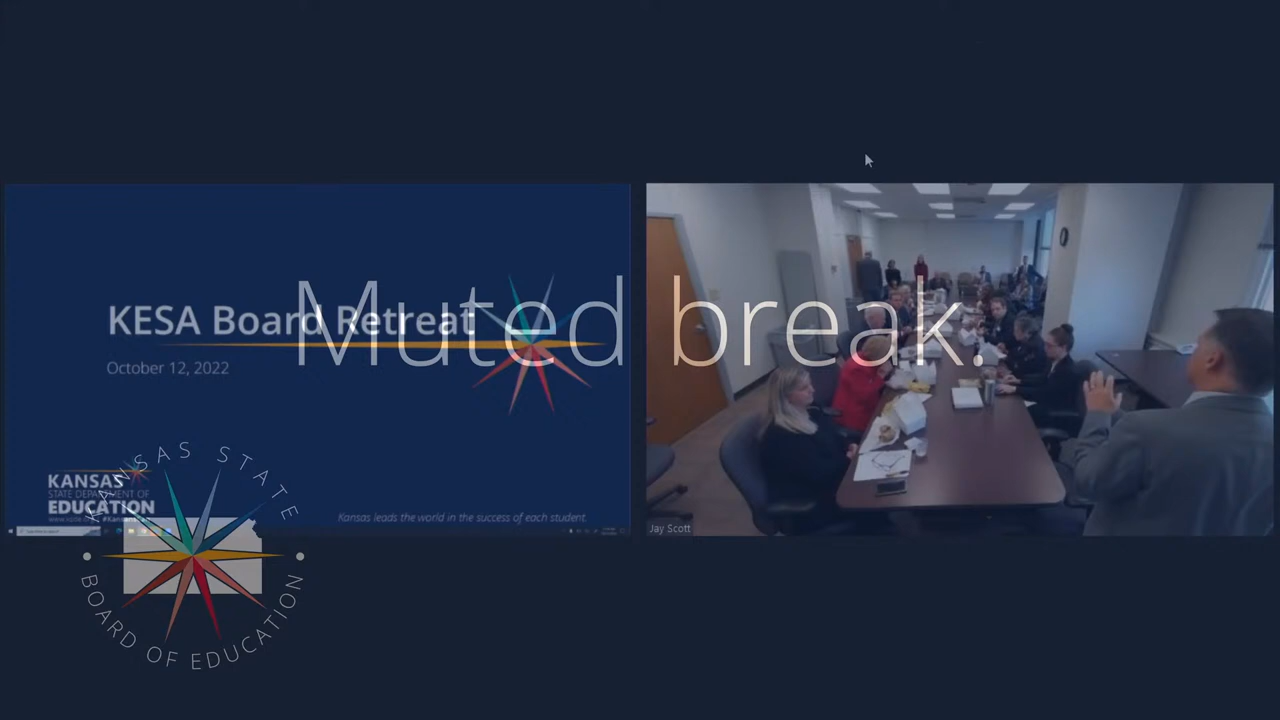 Muted break.
KESA Board Retreat
October 12, 2022
KANSAS
STATE DEPARTMENT OF
EDUCATION
Kansas leads the world in the success of each student.
Jay Scott
KANSAS STATE
BOARD OF EDUCATION